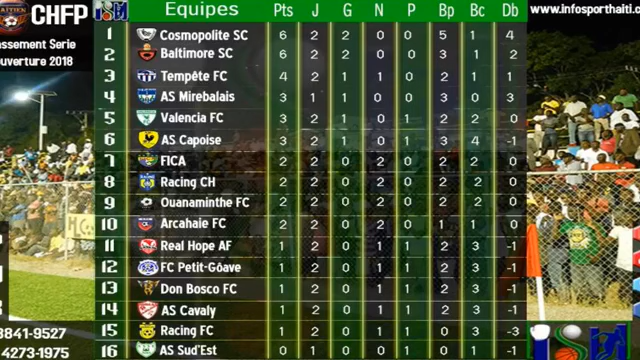 CHFP
assement Serie
uverture 2018
www.infosporthaiti.c
Equipes Pts J G N P Bp Bc Db
1 Cosmopolite SC 6 2 2 0 0 5 1 4
2 Baltimore SC 6 2 2 0 0 3 1 2
3 Tempête FC 4 2 1 1 0 2 1 1
4 AS Mirebalais 3 1 1 0 0 3 0 3
5 Valencia FC 3 2 1 0 1 2 2 0
6 AS Capoise 3 2 1 0 1 3 4 -1
7 FICA 2 2 0 2 0 2 2 0
8 Racing CH 2 2 0 2 0 2 2 0
9 Ouanaminthe FC 2 2 0 2 0 2 2 0
10 Arcahaie FC 2 2 0 2 0 1 1 0
11 Real Hope AF 1 2 0 1 1 2 3 -1
12 FC Petit-Gôave 1 2 0 1 1 2 3 -1
13 Don Bosco FC 1 2 0 1 1 2 3 -1
14 AS Cavaly 1 2 0 1 1 2 3 -1
15 Racing FC 1 2 0 1 1 0 3 -3
16 AS Sud'Est 0 1 0 0 1 0 1 -1
3841-9527
4273-1975